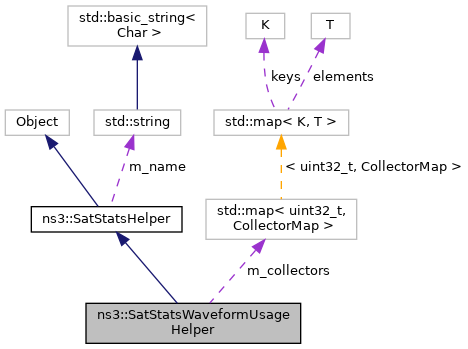 std::basic_string<
Char >
K
T
keys
elements
Object
std::string
std::map< K, T >
m_name
< uint32_t, CollectorMap >
ns3::SatStatsHelper
std::map< uint32_t,
CollectorMap >
m_collectors
ns3::SatStatsWaveformUsage
Helper